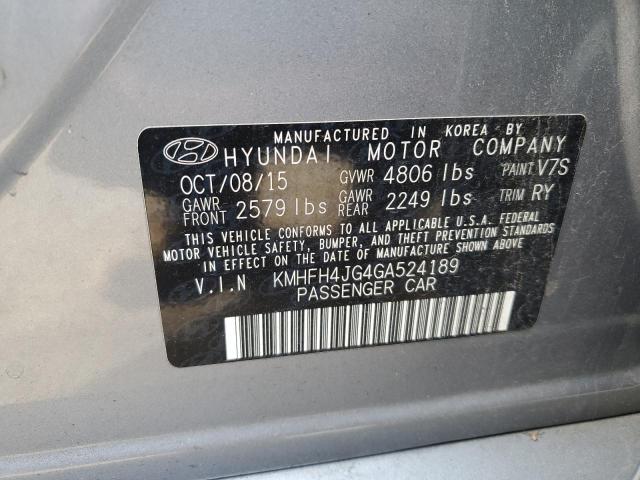 MANUFACTURED IN KOREA BY
HYUNDAI MOTOR COMPANY
OCT/08/15 GVWR 4806 lbs PAINT V7S
GAWR FRONT 2579 lbs GAWR REAR 2249 lbs TRIM RY
THIS VEHICLE CONFORMS TO ALL APPLICABLE U.S.A. FEDERAL
MOTOR VEHICLE SAFETY, BUMPER, AND THEFT PREVENTION STANDARDS
IN EFFECT ON THE DATE OF MANUFACTURE SHOWN ABOVE
V.I.N KMHFH4JG4GA524189
PASSENGER CAR